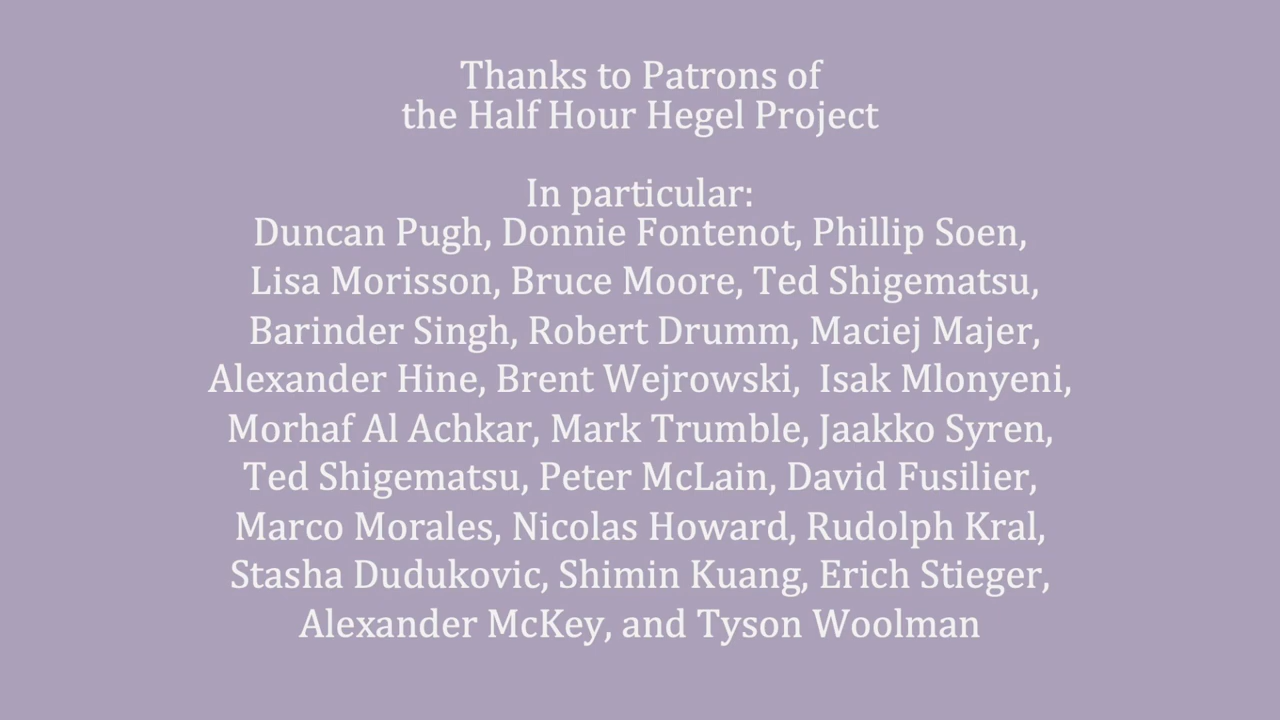 Thanks to Patrons of
the Half Hour Hegel Project
In particular:
Duncan Pugh, Donnie Fontenot, Phillip Soen,
Lisa Morisson, Bruce Moore, Ted Shigematsu,
Barinder Singh, Robert Drumm, Maciej Majer,
Alexander Hine, Brent Wejrowski,  Isak Mlonyeni,
Morhaf Al Achkar, Mark Trumble, Jaakko Syren,
Ted Shigematsu, Peter McLain, David Fusilier,
Marco Morales, Nicolas Howard, Rudolph Kral,
Stasha Dudukovic, Shimin Kuang, Erich Stieger,
Alexander McKey, and Tyson Woolman